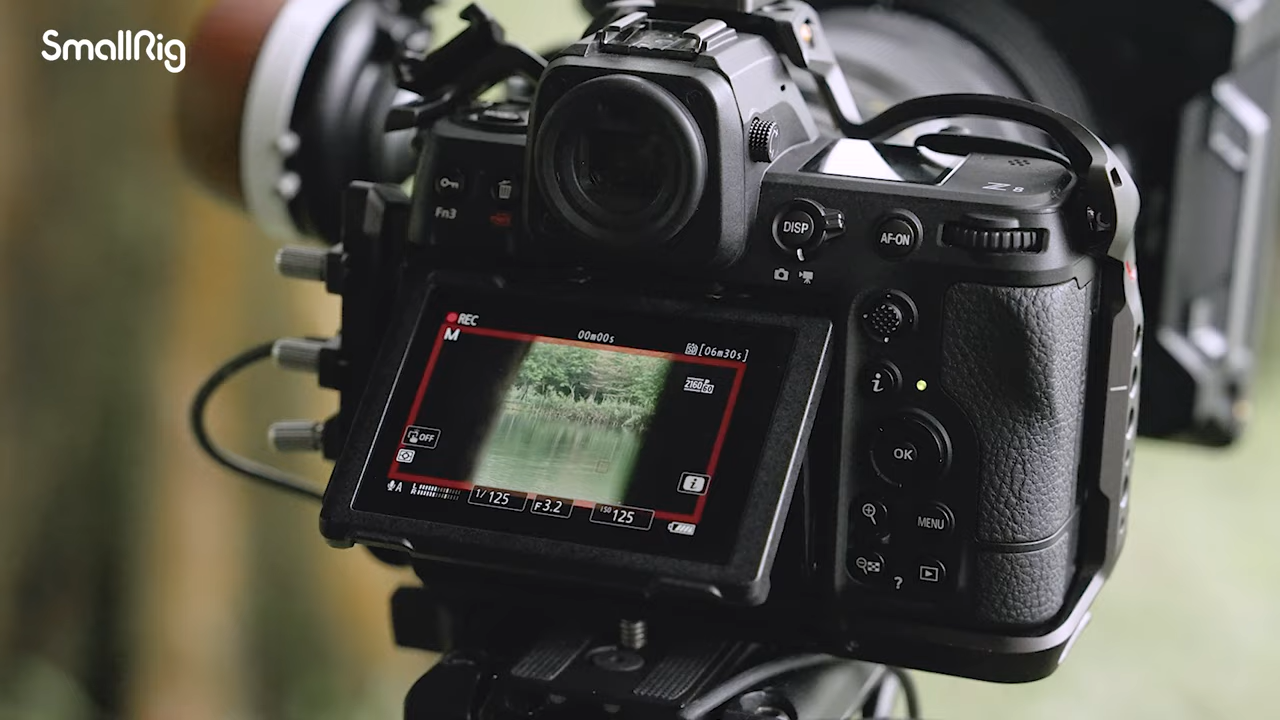 SmallRig
Fn3
Z 8
DISP
AF-ON
REC
M
00m00s
[06m30s]
2160 P 60
OFF
i
A
L
R
1/125
F3.2
ISO 125
i
OK
MENU
?